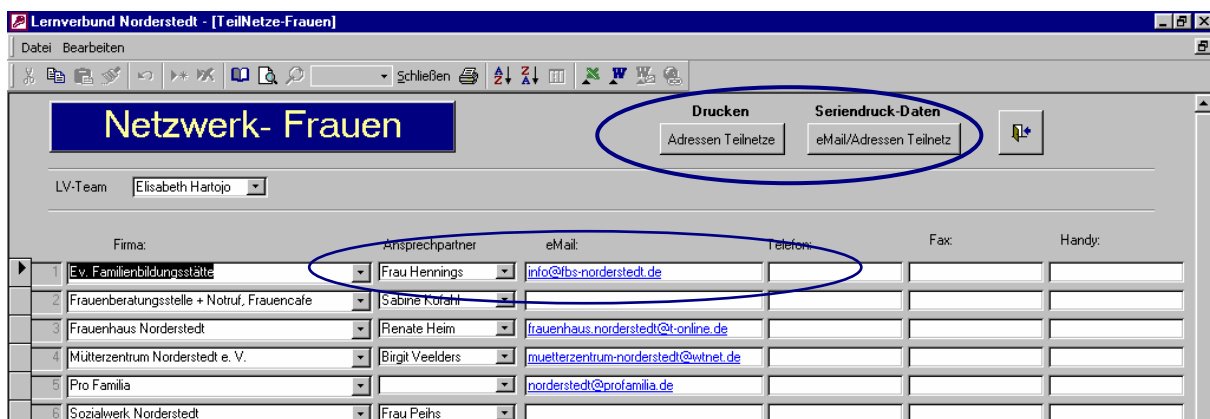 Lernverbund Norderstedt - [TeilNetze-Frauen]
Datei Bearbeiten
Schließen
Netzwerk- Frauen
Drucken Seriendruck-Daten
Adressen Teilnetze eMail/Adressen Teilnetz
LV-Team Elisabeth Hartojo
Firma: Ansprechpartner eMail: Telefon: Fax: Handy:
1 Ev. Familienbildungsstätte Frau Hennings info@fbs-norderstedt.de
2 Frauenberatungsstelle + Notruf, Frauencafe Sabine Kofahl
3 Frauenhaus Norderstedt Renate Heim frauenhaus.norderstedt@t-online.de
4 Mütterzentrum Norderstedt e. V. Birgit Veelders muetterzentrum-norderstedt@wtnet.de
5 Pro Familia norderstedt@profamilia.de
6 Sozialwerk Norderstedt Frau Peihs